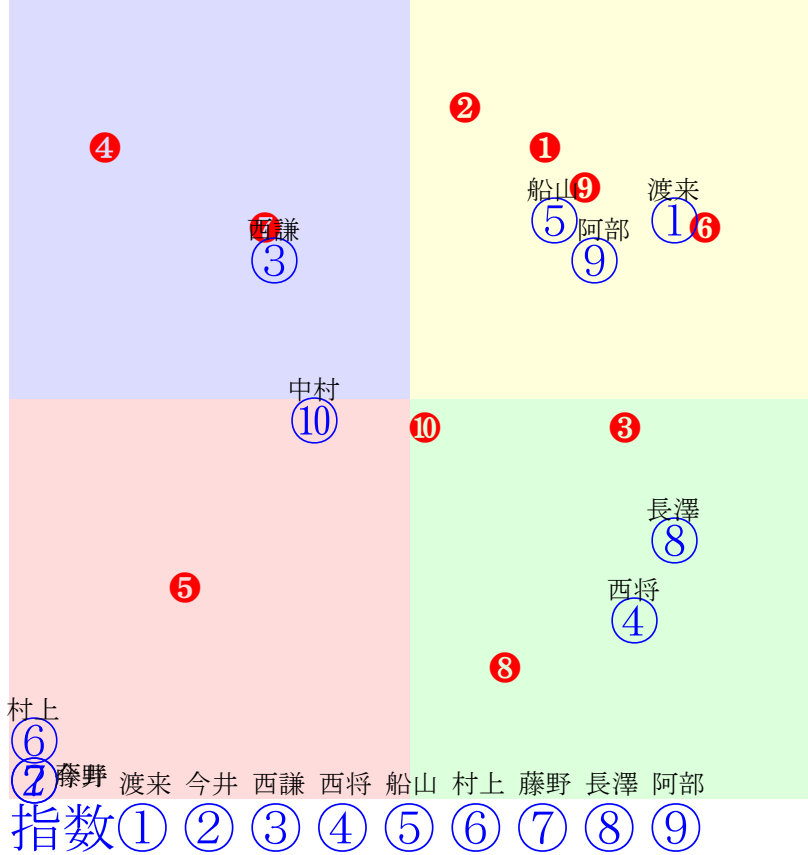 ❷
❹ ❶
❾
船山 渡来
⑤ ① ❻
西謙 阿部
③ ⑨
中村
⑩
❿ ❸
長澤
⑧
❺
西将
④
❽
村上
⑥
⑦
渡来 今井 西謙 西将 船山 村上 藤野 長澤 阿部
指数① ② ③ ④ ⑤ ⑥ ⑦ ⑧ ⑨